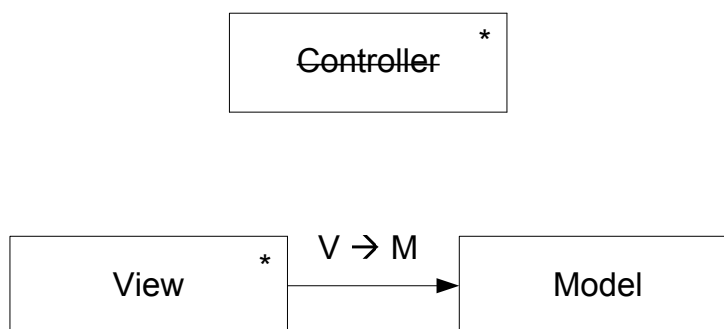 *
Controller
V → M
*
View
Model